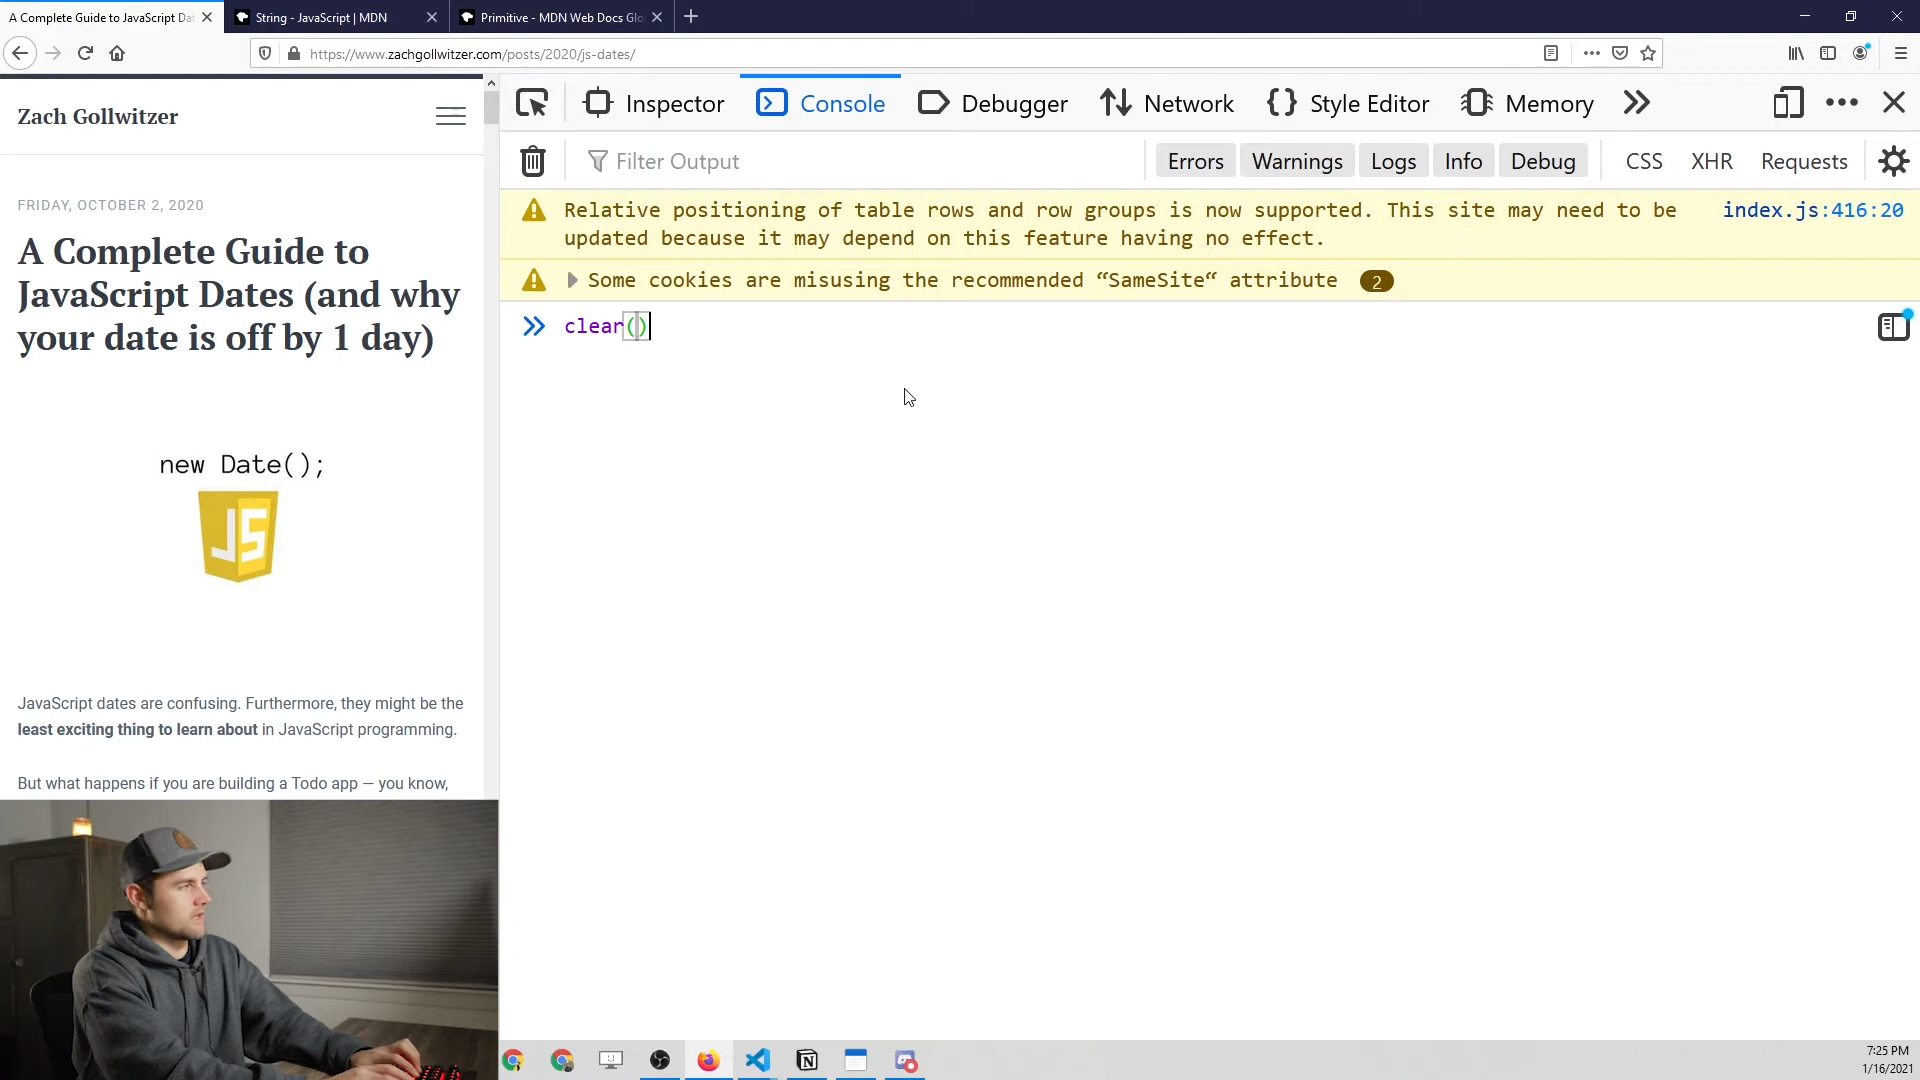 A Complete Guide to JavaScript Dat
String - JavaScript | MDN
Primitive - MDN Web Docs Glo
https://www.zachgollwitzer.com/posts/2020/js-dates/
Zach Gollwitzer
FRIDAY, OCTOBER 2, 2020
A Complete Guide to
JavaScript Dates (and why
your date is off by 1 day)
new Date();
JS
JavaScript dates are confusing. Furthermore, they might be the
least exciting thing to learn about in JavaScript programming.
But what happens if you are building a Todo app — you know,
Inspector
Console
Debugger
Network
Style Editor
Memory
Filter Output
Errors
Warnings
Logs
Info
Debug
CSS
XHR
Requests
Relative positioning of table rows and row groups is now supported. This site may need to be
updated because it may depend on this feature having no effect.
index.js:416:20
Some cookies are misusing the recommended “SameSite“ attribute
2
clear()
7:25 PM
1/16/2021